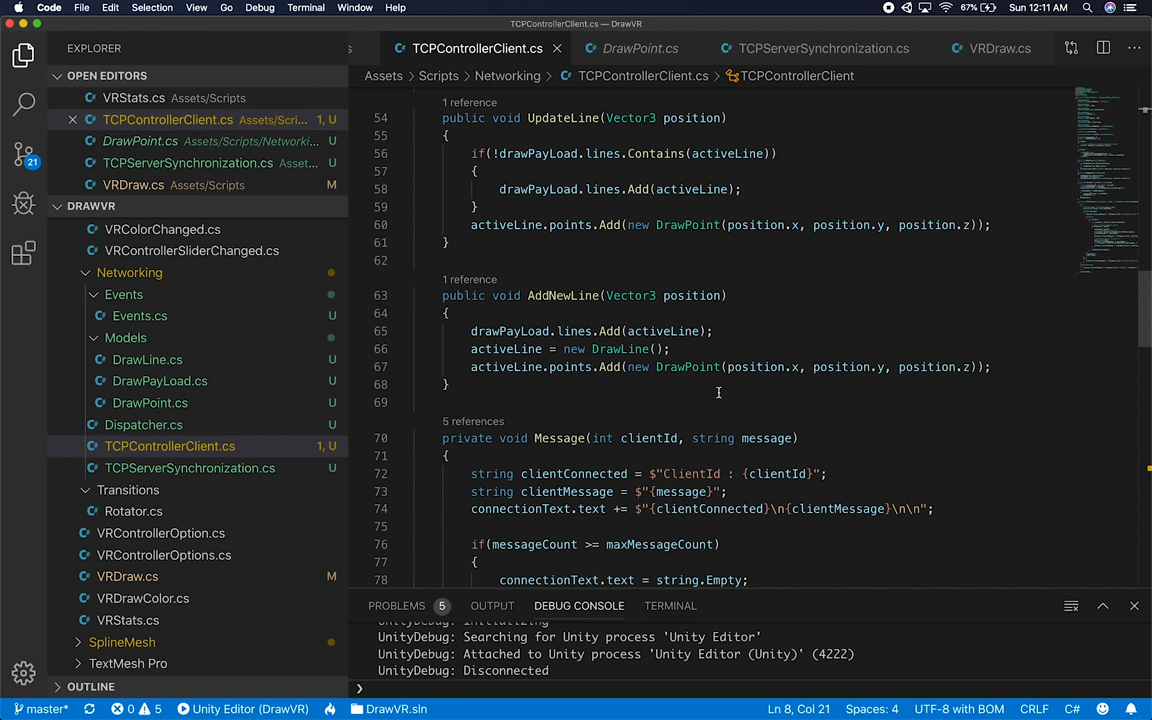 Code File Edit Selection View Go Debug Terminal Window Help 67% Sun 12:11 AM
TCPControllerClient.cs — DrawVR
EXPLORER
s TCPControllerClient.cs DrawPoint.cs TCPServerSynchronization.cs VRDraw.cs
OPEN EDITORS
VRStats.cs Assets/Scripts
TCPControllerClient.cs Assets/Scri... 1, U
DrawPoint.cs Assets/Scripts/Networki... U
TCPServerSynchronization.cs Asset... U
VRDraw.cs Assets/Scripts M
21
DRAWVR
VRColorChanged.cs
VRControllerSliderChanged.cs
Networking
Events
Events.cs U
Models
DrawLine.cs U
DrawPayLoad.cs U
DrawPoint.cs U
Dispatcher.cs U
TCPControllerClient.cs 1, U
TCPServerSynchronization.cs U
Transitions
Rotator.cs
VRControllerOption.cs
VRControllerOptions.cs
VRDraw.cs M
VRDrawColor.cs
VRStats.cs
SplineMesh
TextMesh Pro
OUTLINE
Assets > Scripts > Networking > TCPControllerClient.cs > TCPControllerClient
1 reference
54 public void UpdateLine(Vector3 position)
55 {
56 if(!drawPayLoad.lines.Contains(activeLine))
57 {
58 drawPayLoad.lines.Add(activeLine);
59 }
60 activeLine.points.Add(new DrawPoint(position.x, position.y, position.z));
61 }
62
1 reference
63 public void AddNewLine(Vector3 position)
64 {
65 drawPayLoad.lines.Add(activeLine);
66 activeLine = new DrawLine();
67 activeLine.points.Add(new DrawPoint(position.x, position.y, position.z));
68 }
69
5 references
70 private void Message(int clientId, string message)
71 {
72 string clientConnected = $"ClientId : {clientId}";
73 string clientMessage = $"{message}";
74 connectionText.text += $"{clientConnected}\n{clientMessage}\n\n";
75
76 if(messageCount >= maxMessageCount)
77 {
78 connectionText.text = string.Empty;
PROBLEMS 5 OUTPUT DEBUG CONSOLE TERMINAL
UnityDebug: Initializing
UnityDebug: Searching for Unity process 'Unity Editor'
UnityDebug: Attached to Unity process 'Unity Editor (Unity)' (4222)
UnityDebug: Disconnected
master* 0 5 Unity Editor (DrawVR) DrawVR.sln Ln 8, Col 21 Spaces: 4 UTF-8 with BOM CRLF C#